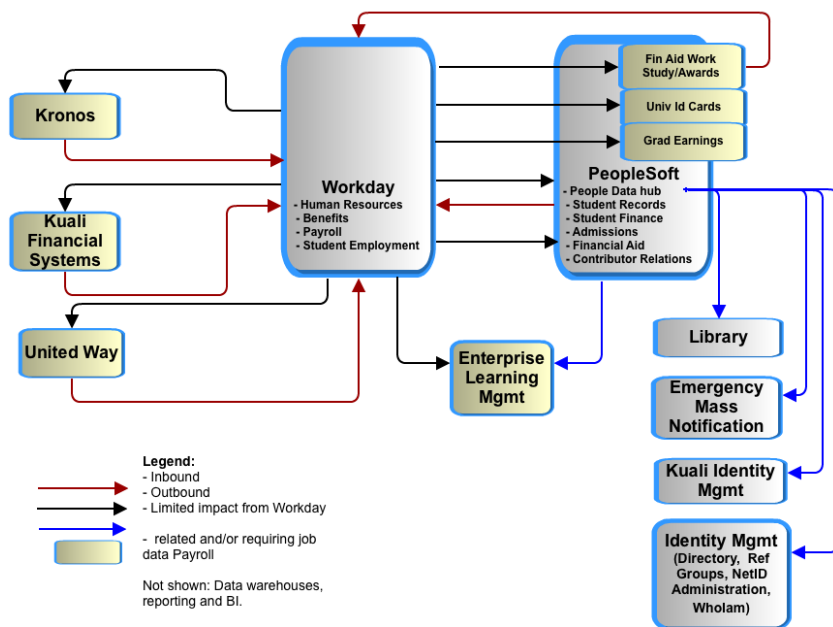 Fin Aid Work
Study/Awards
Univ Id Cards
Grad Earnings
Kronos
Workday
- Human Resources
- Benefits
- Payroll
- Student Employment
PeopleSoft
- People Data hub
- Student Records
- Student Finance
- Admissions
- Financial Aid
- Contributor Relations
Kuali
Financial
Systems
United Way
Enterprise
Learning
Mgmt
Library
Emergency
Mass
Notification
Kuali Identity
Mgmt
Identity Mgmt
(Directory, Ref
Groups, NetID
Administration,
WhoIam)
Legend:
- Inbound
- Outbound
- Limited impact from Workday
- related and/or requiring job
data Payroll
Not shown: Data warehouses,
reporting and BI.